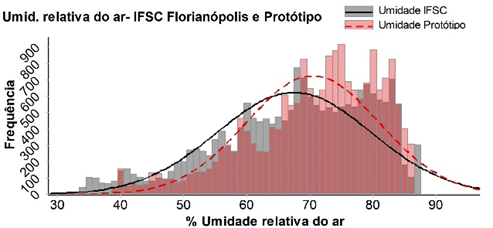 Umid. relativa do ar- IFSC Florianópolis e Protótipo
Umidade IFSC
Umidade Protótipo
Frequência
0 100 200 300 400 500 600 700 800 900
30 40 50 60 70 80 90
% Umidade relativa do ar